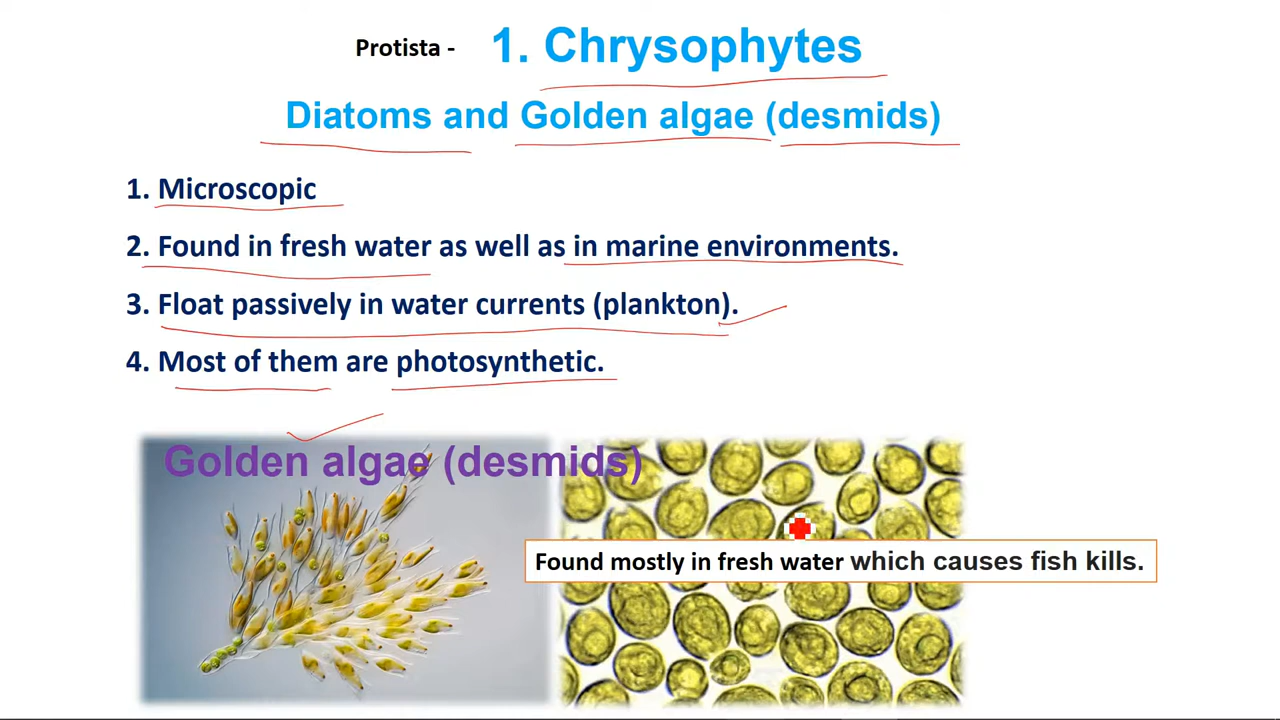 Protista - 1. Chrysophytes
Diatoms and Golden algae (desmids)
1. Microscopic
2. Found in fresh water as well as in marine environments.
3. Float passively in water currents (plankton).
4. Most of them are photosynthetic.
Golden algae (desmids)
Found mostly in fresh water which causes fish kills.